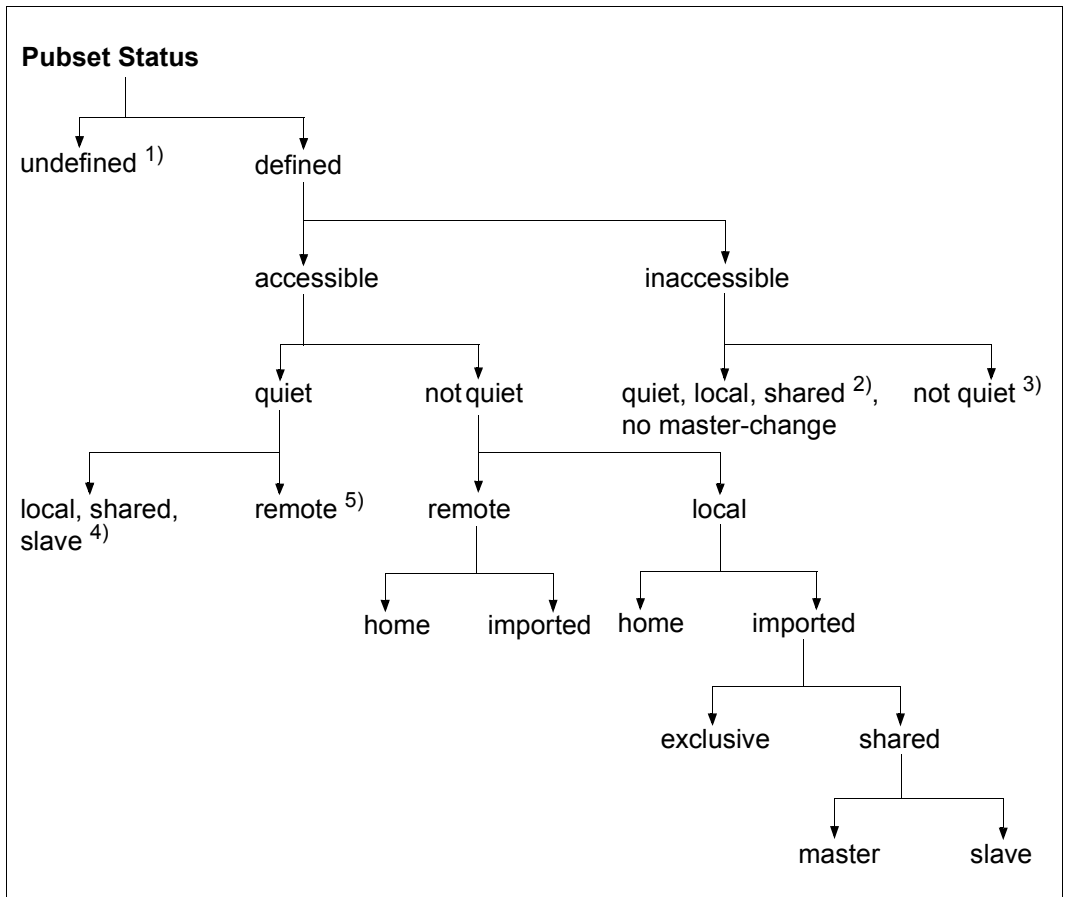 Pubset Status
undefined 1)
defined
accessible
inaccessible
quiet
not quiet
quiet, local, shared 2),
no master-change
not quiet 3)
local, shared,
slave 4)
remote 5)
remote
local
home
imported
home
imported
exclusive
shared
master
slave